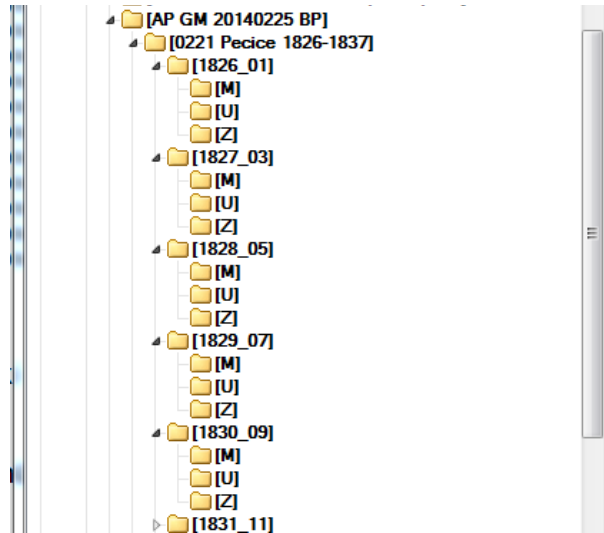 [AP GM 20140225 BP]
[0221 Pecice 1826-1837]
[1826_01]
[M]
[U]
[Z]
[1827_03]
[M]
[U]
[Z]
[1828_05]
[M]
[U]
[Z]
[1829_07]
[M]
[U]
[Z]
[1830_09]
[M]
[U]
[Z]
[1831_11]